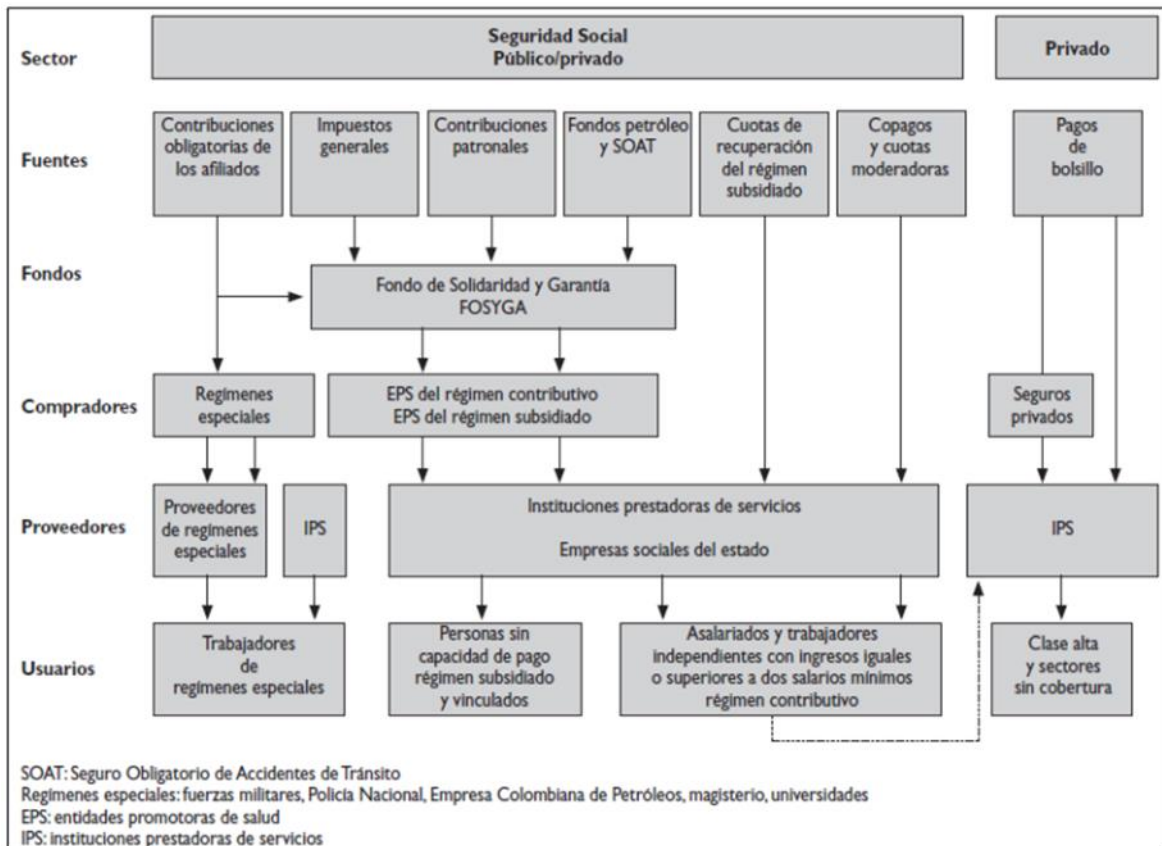 Sector
Seguridad Social
Público/privado
Privado
Fuentes
Contribuciones
obligatorias de
los afiliados
Impuestos
generales
Contribuciones
patronales
Fondos petróleo
y SOAT
Cuotas de
recuperación
del régimen
subsidiado
Copagos
y cuotas
moderadoras
Pagos
de
bolsillo
Fondos
Fondo de Solidaridad y Garantía
FOSYGA
Compradores
Regímenes
especiales
EPS del régimen contributivo
EPS del régimen subsidiado
Seguros
privados
Proveedores
Proveedores
de regimenes
especiales
IPS
Instituciones prestadoras de servicios
Empresas sociales del estado
IPS
Usuarios
Trabajadores
de
regimenes especiales
Personas sin
capacidad de pago
régimen subsidiado
y vinculados
Asalariados y trabajadores
independientes con ingresos iguales
o superiores a dos salarios mínimos
régimen contributivo
Clase alta
y sectores
sin cobertura
SOAT: Seguro Obligatorio de Accidentes de Tránsito
Regimenes especiales: fuerzas militares, Policía Nacional, Empresa Colombiana de Petróleos, magisterio, universidades
EPS: entidades promotoras de salud
IPS: instituciones prestadoras de servicios